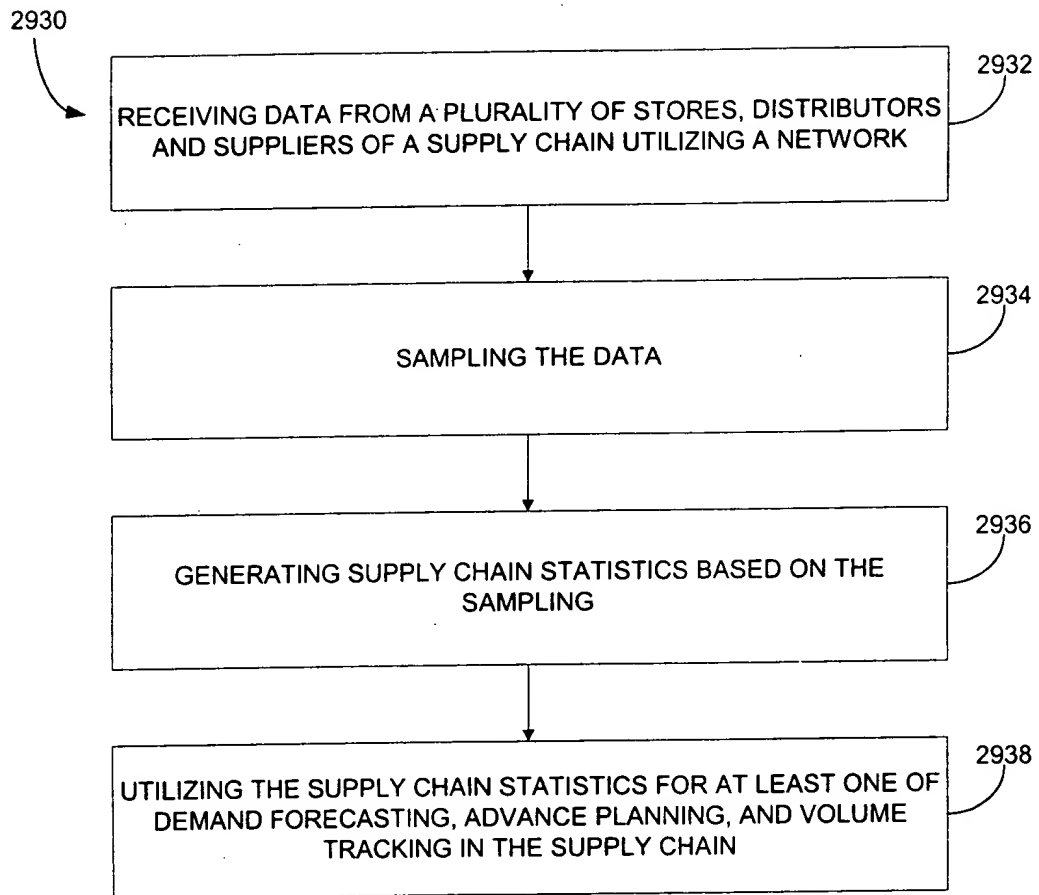 2930
2932
RECEIVING DATA FROM A PLURALITY OF STORES, DISTRIBUTORS
AND SUPPLIERS OF A SUPPLY CHAIN UTILIZING A NETWORK
2934
SAMPLING THE DATA
2936
GENERATING SUPPLY CHAIN STATISTICS BASED ON THE
SAMPLING
2938
UTILIZING THE SUPPLY CHAIN STATISTICS FOR AT LEAST ONE OF
DEMAND FORECASTING, ADVANCE PLANNING, AND VOLUME
TRACKING IN THE SUPPLY CHAIN